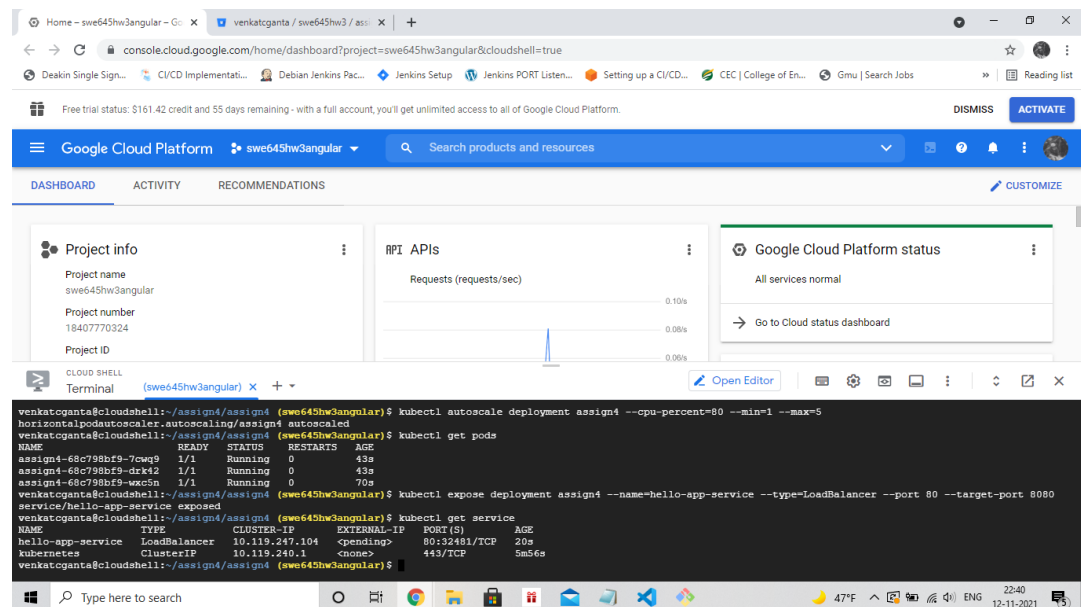 Home – swe645hw3angular – Go
venkatcganta / swe645hw3 / assi
console.cloud.google.com/home/dashboard?project=swe645hw3angular&cloudshell=true
Deakin Single Sign... CI/CD Implementati... Debian Jenkins Pac... Jenkins Setup Jenkins PORT Listen... Setting up a CI/CD... CEC | College of En... Gmu | Search Jobs » Reading list
Free trial status: $161.42 credit and 55 days remaining - with a full account, you'll get unlimited access to all of Google Cloud Platform. DISMISS ACTIVATE
Google Cloud Platform swe645hw3angular Search products and resources
DASHBOARD ACTIVITY RECOMMENDATIONS CUSTOMIZE
Project info
Project name
swe645hw3angular
Project number
18407770324
Project ID
API APIs
Requests (requests/sec)
0.10/s
0.08/s
0.06/s
Google Cloud Platform status
All services normal
Go to Cloud status dashboard
CLOUD SHELL
Terminal (swe645hw3angular) × + Open Editor
venkatcganta@cloudshell:~/assign4/assign4 (swe645hw3angular)$ kubectl autoscale deployment assign4 --cpu-percent=80 --min=1 --max=5
horizontalpodautoscaler.autoscaling/assign4 autoscaled
venkatcganta@cloudshell:~/assign4/assign4 (swe645hw3angular)$ kubectl get pods
NAME READY STATUS RESTARTS AGE
assign4-68c798bf9-7cwq9 1/1 Running 0 43s
assign4-68c798bf9-drk42 1/1 Running 0 43s
assign4-68c798bf9-wxc5n 1/1 Running 0 70s
venkatcganta@cloudshell:~/assign4/assign4 (swe645hw3angular)$ kubectl expose deployment assign4 --name=hello-app-service --type=LoadBalancer --port 80 --target-port 8080
service/hello-app-service exposed
venkatcganta@cloudshell:~/assign4/assign4 (swe645hw3angular)$ kubectl get service
NAME TYPE CLUSTER-IP EXTERNAL-IP PORT(S) AGE
hello-app-service LoadBalancer 10.119.247.104 <pending> 80:32481/TCP 20s
kubernetes ClusterIP 10.119.240.1 <none> 443/TCP 5m56s
venkatcganta@cloudshell:~/assign4/assign4 (swe645hw3angular)$
Type here to search 47°F ENG 22:40
12-11-2021